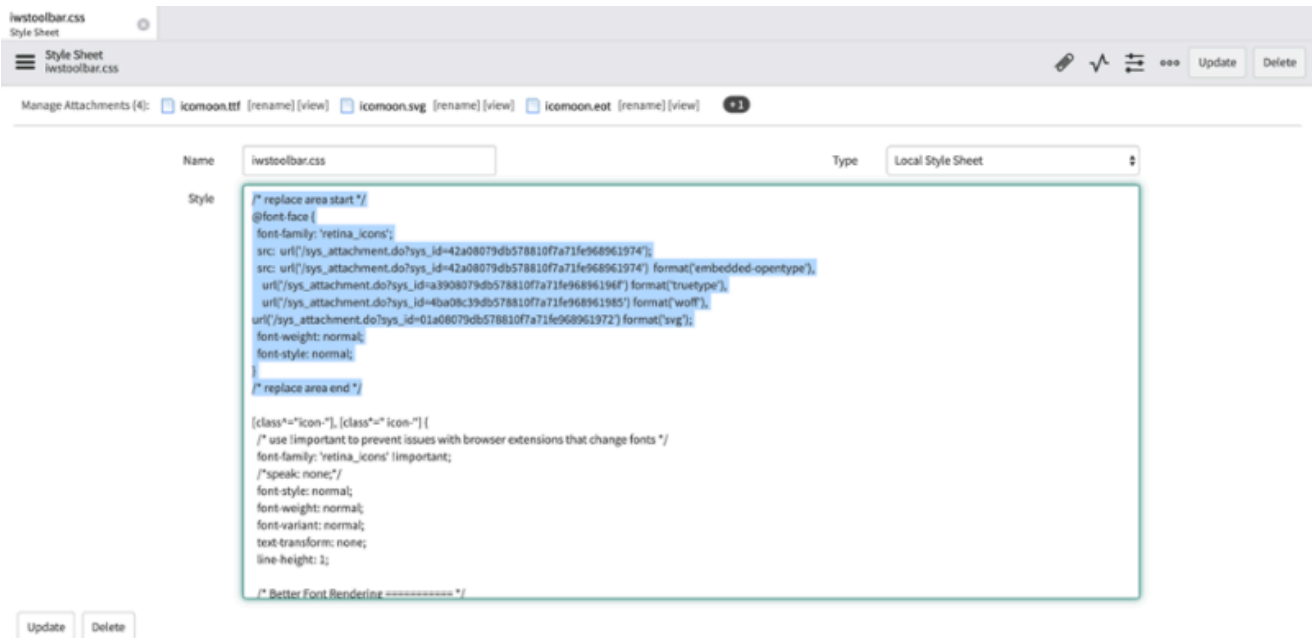 iwstoolbar.css
Style Sheet
Style Sheet
iwstoolbar.css
Update Delete
Manage Attachments (4): icomoon.ttf [rename] [view] icomoon.svg [rename] [view] icomoon.eot [rename] [view] +1
Name iwstoolbar.css Type Local Style Sheet
Style
/* replace area start */
@font-face {
font-family: 'retina_icons';
src: url('/sys_attachment.do?sys_id=42a08079db578810f7a71fe968961974');
src: url('/sys_attachment.do?sys_id=42a08079db578810f7a71fe968961974') format('embedded-opentype'),
url('/sys_attachment.do?sys_id=a3908079db578810f7a71fe96896196f') format('truetype'),
url('/sys_attachment.do?sys_id=4ba08c39db578810f7a71fe968961985') format('woff'),
url('/sys_attachment.do?sys_id=01a08079db578810f7a71fe968961972') format('svg');
font-weight: normal;
font-style: normal;
}
/* replace area end */
[class^="icon-"], [class*=" icon-"] {
/* use !important to prevent issues with browser extensions that change fonts */
font-family: 'retina_icons' !important;
/*speak: none;*/
font-style: normal;
font-weight: normal;
font-variant: normal;
text-transform: none;
line-height: 1;
/* Better Font Rendering =========== */
Update Delete